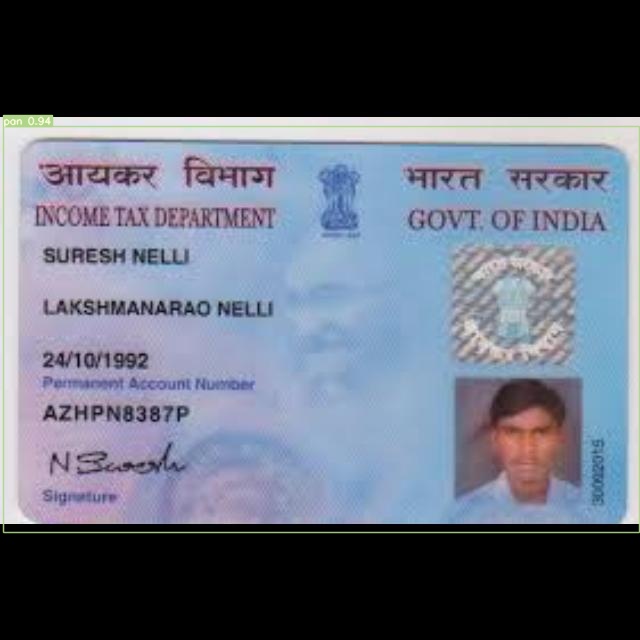 pan 0.94
आयकर विभाग
भारत सरकार
INCOME TAX DEPARTMENT
GOVT. OF INDIA
SURESH NELLI
LAKSHMANARAO NELLI
24/10/1992
Permanent Account Number
AZHPN8387P
N Suresh
Signature